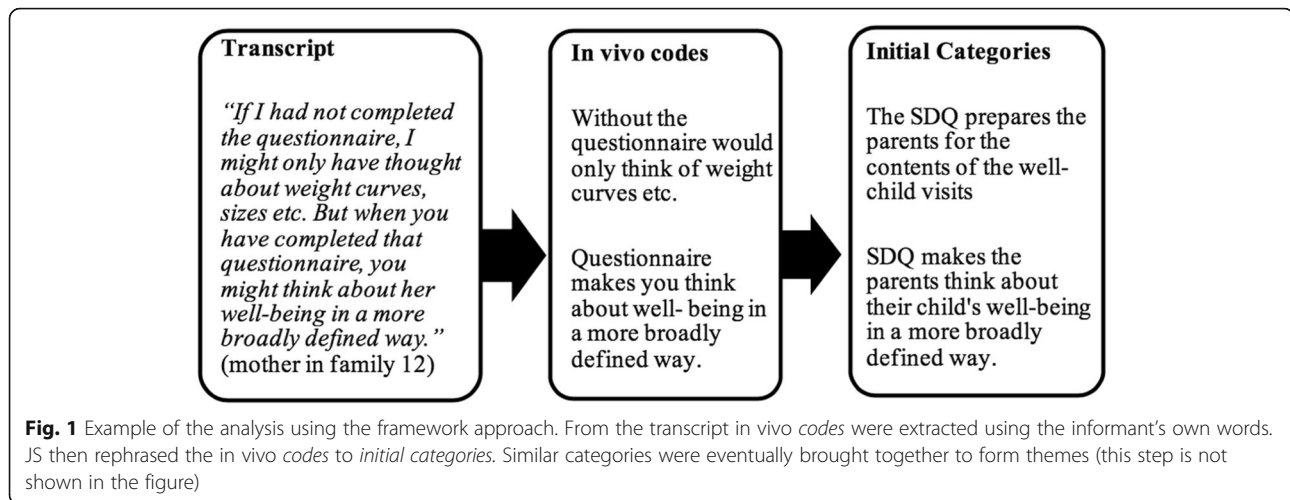 Transcript
"If I had not completed
the questionnaire, I
might only have thought
about weight curves,
sizes etc. But when you
have completed that
questionnaire, you
might think about her
well-being in a more
broadly defined way."
(mother in family 12)
In vivo codes
Without the
questionnaire would
only think of weight
curves etc.
Questionnaire
makes you think
about well- being in
a more broadly
defined way.
Initial Categories
The SDQ prepares the
parents for the
contents of the well-
child visits
SDQ makes the
parents think about
their child's well-being
in a more broadly
defined way.
Fig. 1 Example of the analysis using the framework approach. From the transcript in vivo codes were extracted using the informant's own words.
JS then rephrased the in vivo codes to initial categories. Similar categories were eventually brought together to form themes (this step is not
shown in the figure)